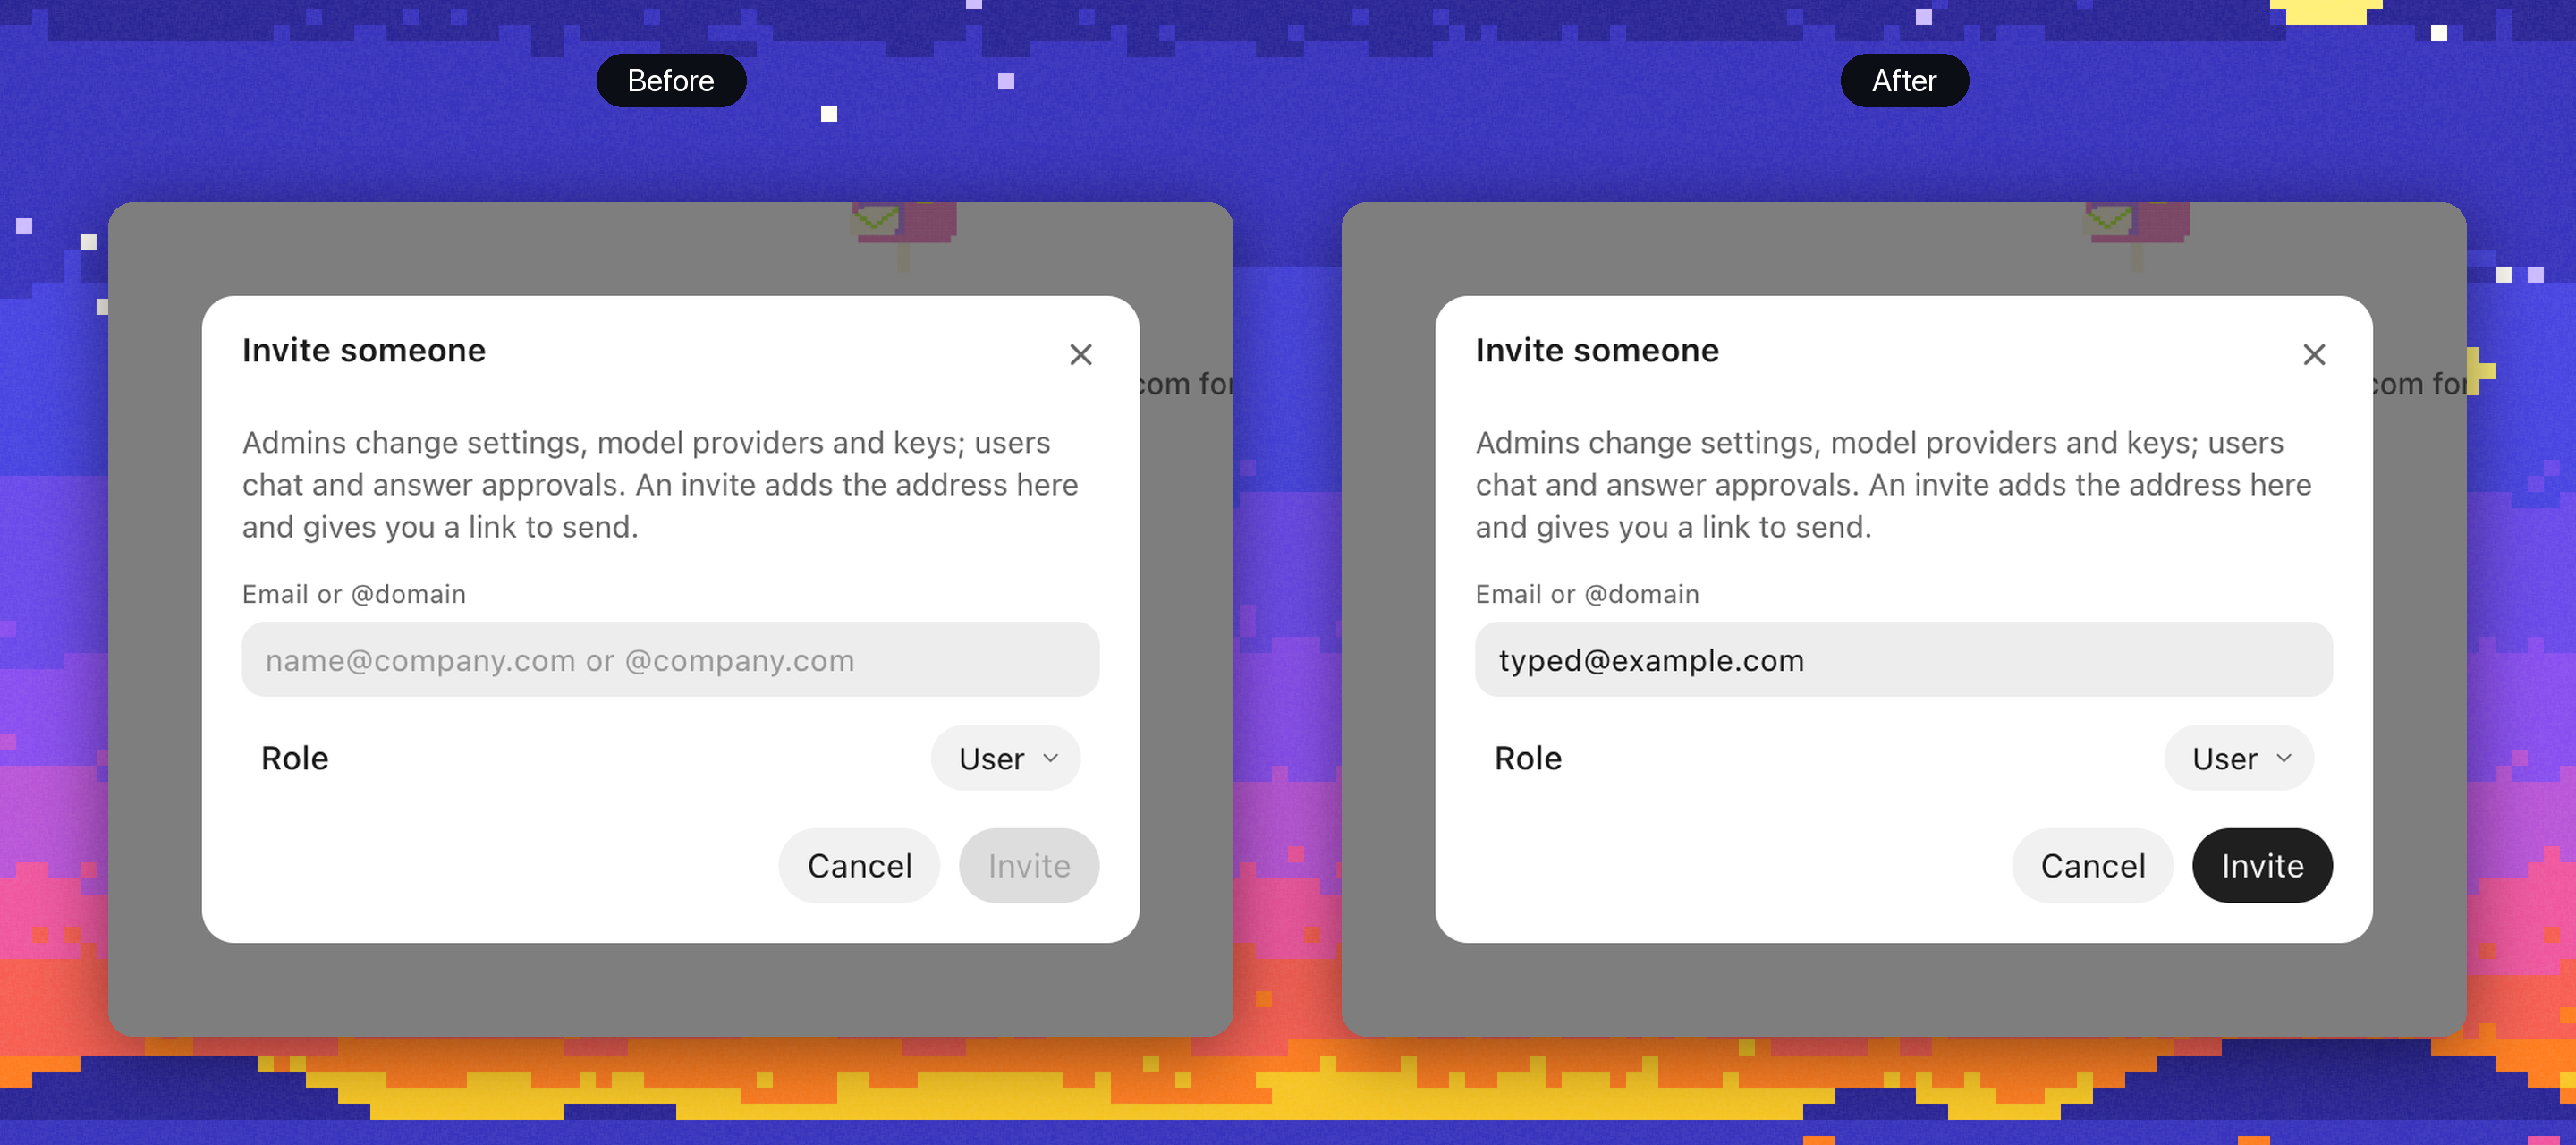 Before
Invite someone
com for
Admins change settings, model providers and keys; users
chat and answer approvals. An invite adds the address here
and gives you a link to send.
Email or @domain
name@company.com or @company.com
Role
User
Cancel
Invite
After
Invite someone
com for
Admins change settings, model providers and keys; users
chat and answer approvals. An invite adds the address here
and gives you a link to send.
Email or @domain
typed@example.com
Role
User
Cancel
Invite